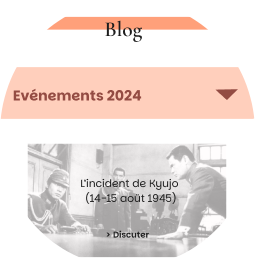 Blog
Evénements 2024
L'incident de Kyujo
(14-15 août 1945)
> Discuter